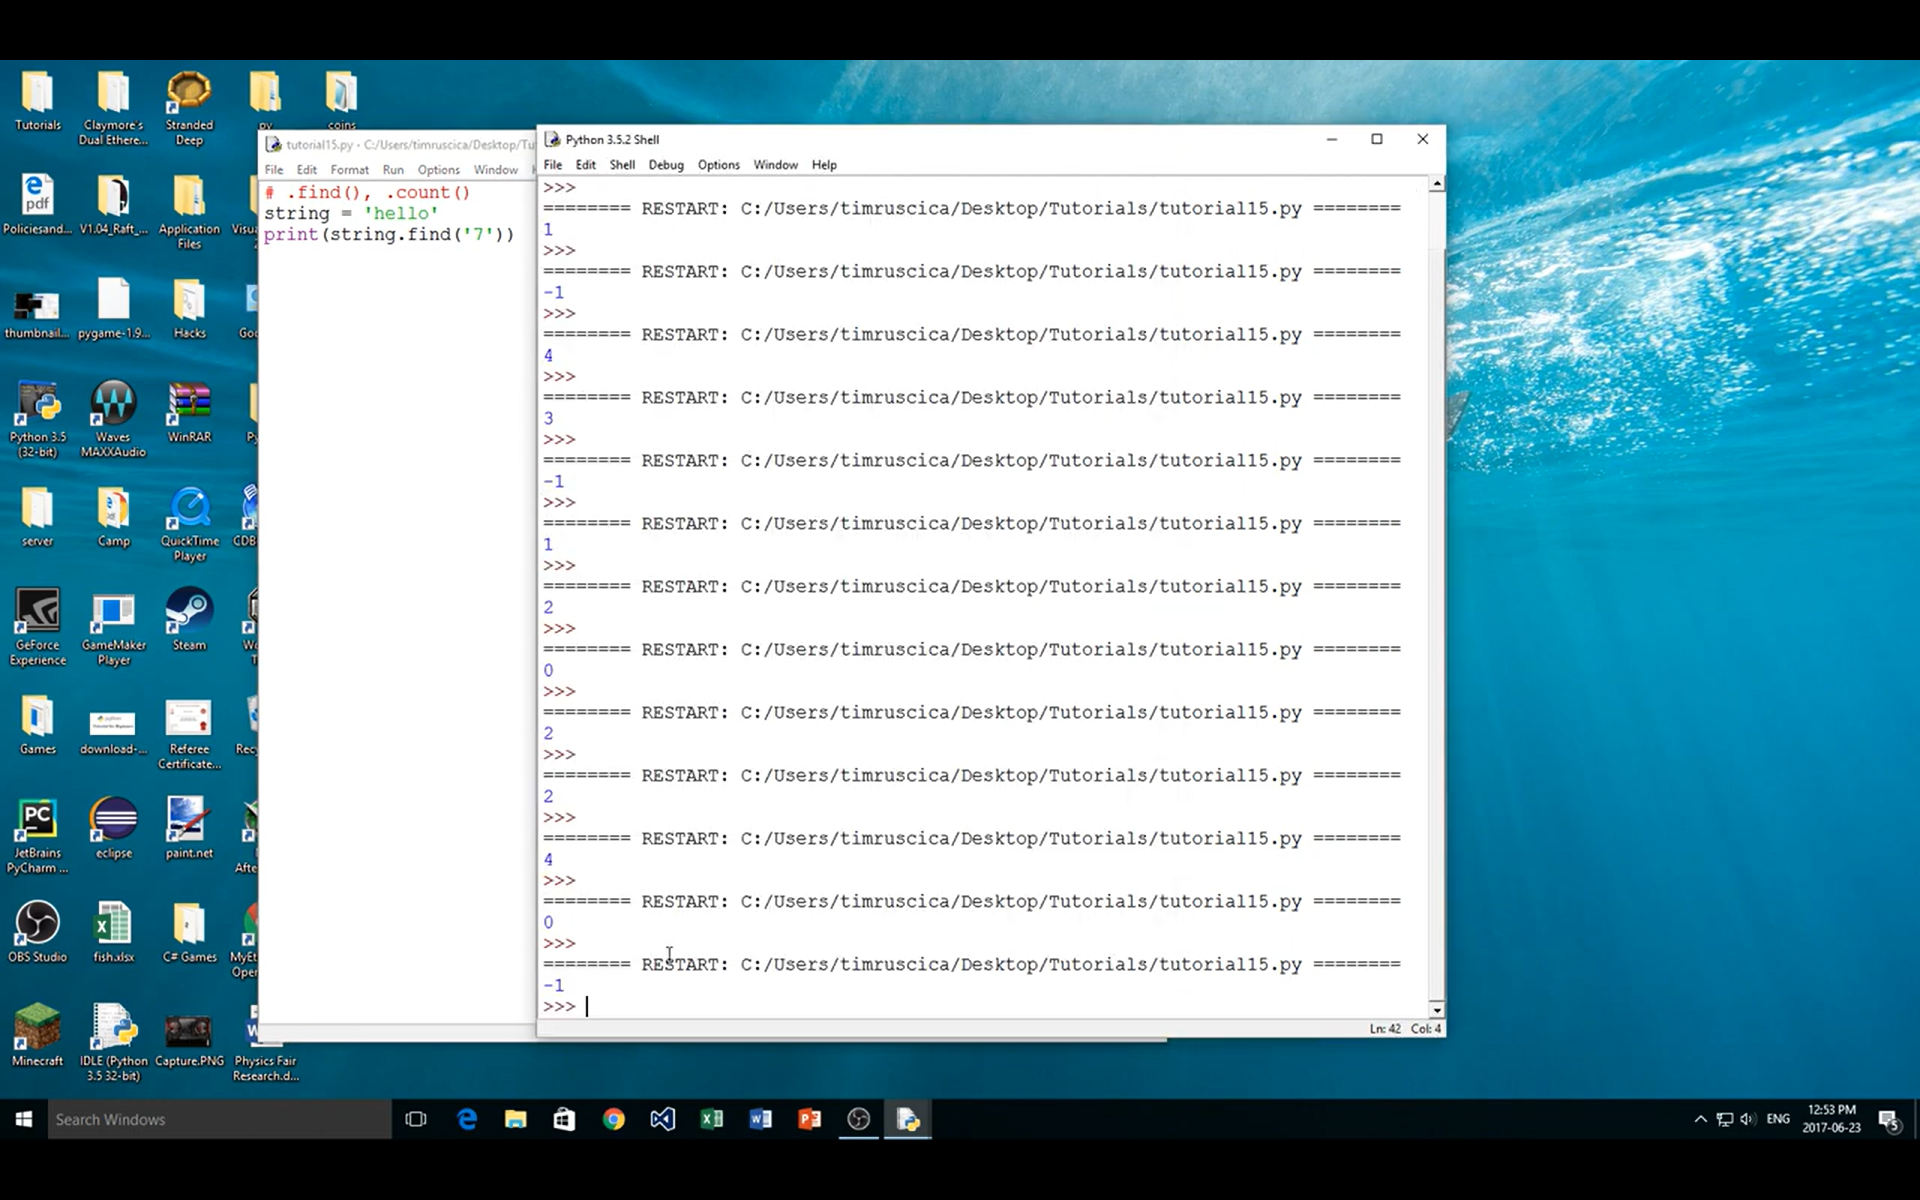 Tutorials
Claymore's
Dual Ethere...
Stranded
Deep
py
coins
pdf
Policiesand...
V1.04_Raft_...
Application
Files
Visua
thumbnail...
pygame-1.9...
Hacks
Goo
Python 3.5
(32-bit)
Waves
MAXXAudio
WinRAR
Py
server
Camp
QuickTime
Player
CDB
GeForce
Experience
GameMaker
Player
Steam
Games
download-...
Referee
Certificate...
Recy
PC
JetBrains
PyCharm ...
eclipse
paint.net
Afte
OBS Studio
fish.xlsx
C# Games
MyEt
Oper
Minecraft
IDLE (Python
3.5 32-bit)
Capture.PNG
Physics Fair
Research.d...
tutorial15.py - C:/Users/timruscica/Desktop/Tu
File Edit Format Run Options Window
# .find(), .count()
string = 'hello'
print(string.find('7'))
Python 3.5.2 Shell
File Edit Shell Debug Options Window Help
>>>
======== RESTART: C:/Users/timruscica/Desktop/Tutorials/tutorial15.py ========
1
>>>
======== RESTART: C:/Users/timruscica/Desktop/Tutorials/tutorial15.py ========
-1
>>>
======== RESTART: C:/Users/timruscica/Desktop/Tutorials/tutorial15.py ========
4
>>>
======== RESTART: C:/Users/timruscica/Desktop/Tutorials/tutorial15.py ========
3
>>>
======== RESTART: C:/Users/timruscica/Desktop/Tutorials/tutorial15.py ========
-1
>>>
======== RESTART: C:/Users/timruscica/Desktop/Tutorials/tutorial15.py ========
1
>>>
======== RESTART: C:/Users/timruscica/Desktop/Tutorials/tutorial15.py ========
2
>>>
======== RESTART: C:/Users/timruscica/Desktop/Tutorials/tutorial15.py ========
0
>>>
======== RESTART: C:/Users/timruscica/Desktop/Tutorials/tutorial15.py ========
2
>>>
======== RESTART: C:/Users/timruscica/Desktop/Tutorials/tutorial15.py ========
2
>>>
======== RESTART: C:/Users/timruscica/Desktop/Tutorials/tutorial15.py ========
4
>>>
======== RESTART: C:/Users/timruscica/Desktop/Tutorials/tutorial15.py ========
0
>>>
======== RESTART: C:/Users/timruscica/Desktop/Tutorials/tutorial15.py ========
-1
>>>
Ln: 42 Col: 4
Search Windows
ENG
12:53 PM
2017-06-23
5